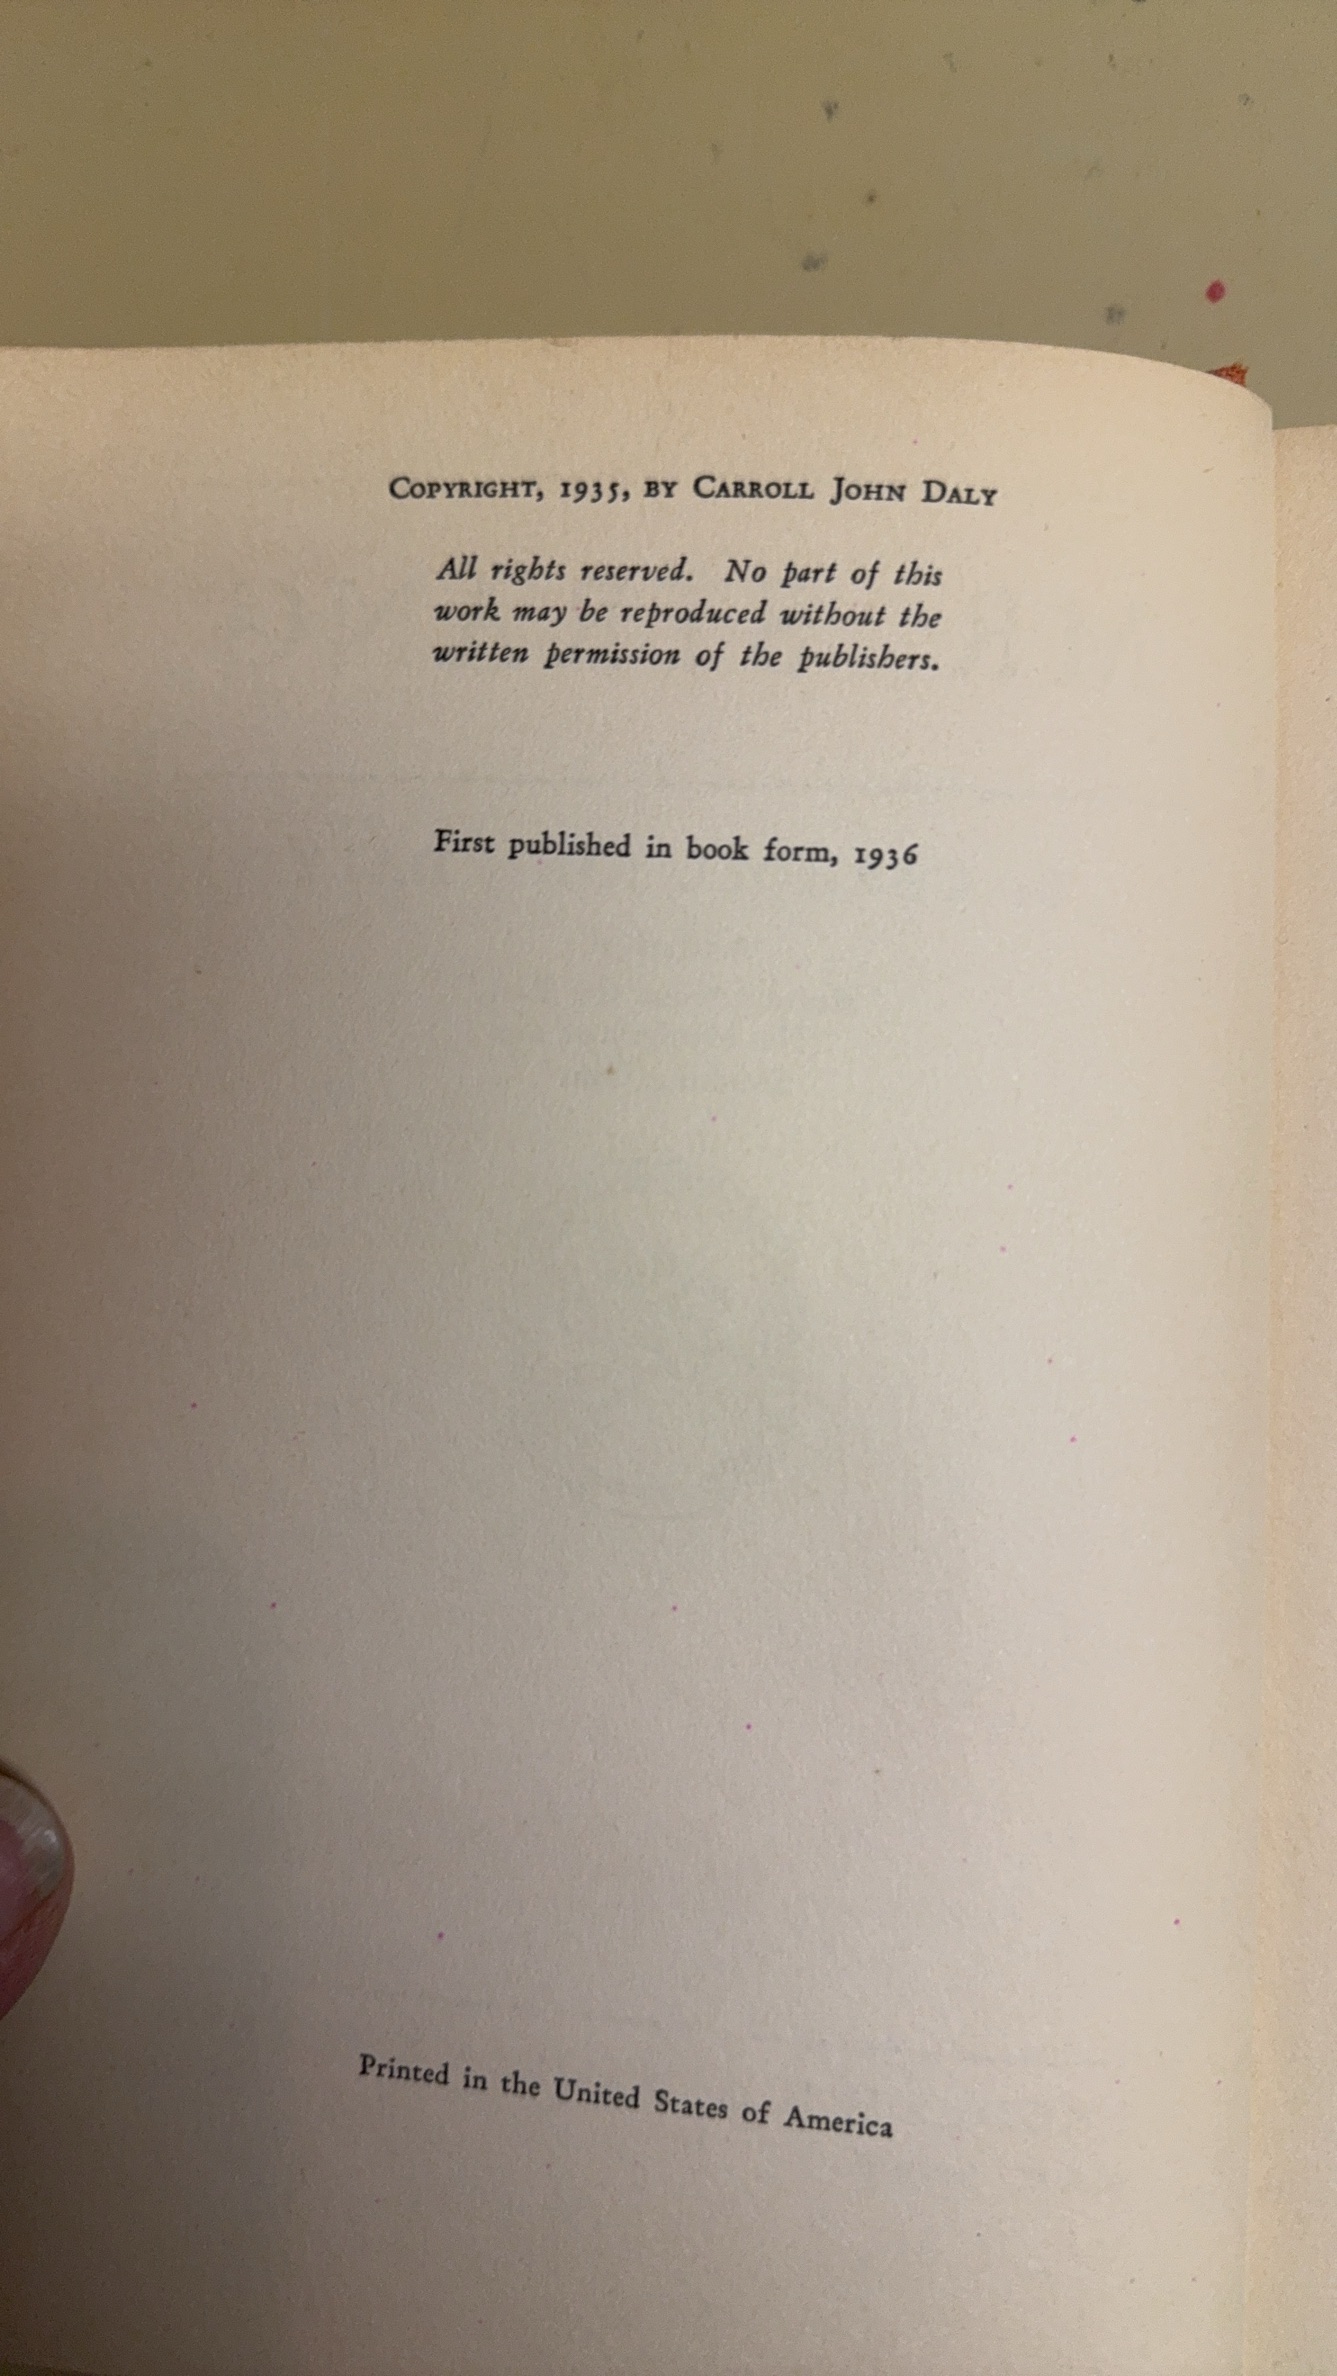 COPYRIGHT, 1935, BY CARROLL JOHN DALY
All rights reserved. No part of this
work may be reproduced without the
written permission of the publishers.
First published in book form, 1936
Printed in the United States of America